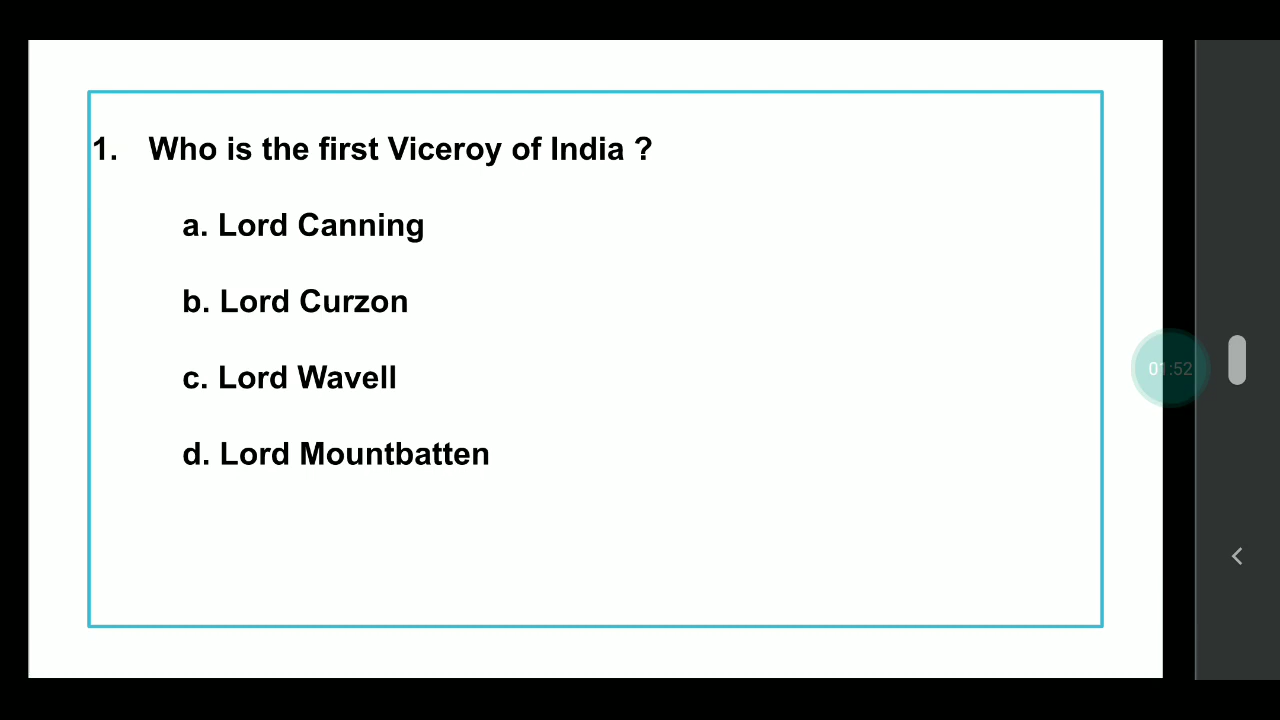 1. Who is the first Viceroy of India ?
a. Lord Canning
b. Lord Curzon
c. Lord Wavell
d. Lord Mountbatten
01:52